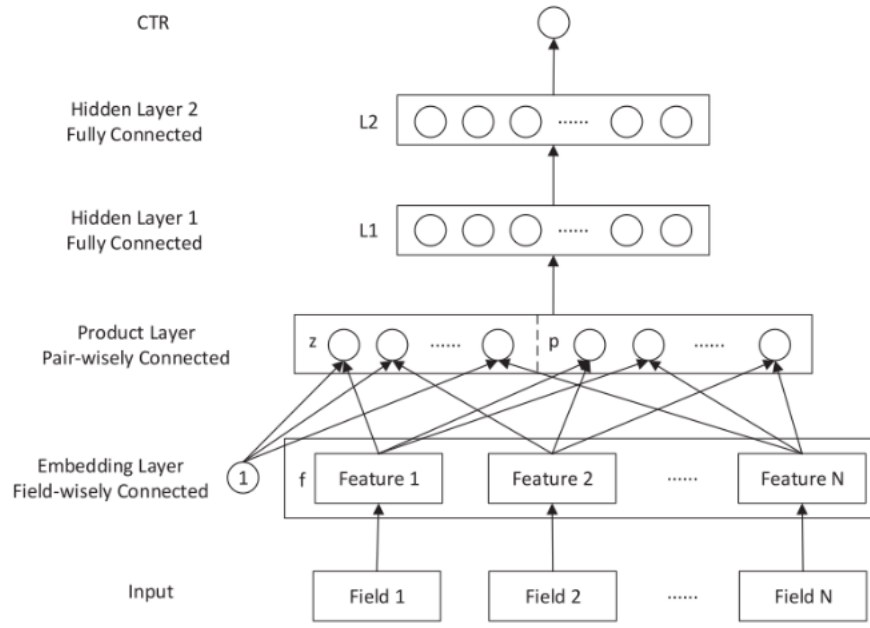 CTR
Hidden Layer 2
Fully Connected
L2
......
Hidden Layer 1
Fully Connected
L1
......
Product Layer
Pair-wisely Connected
z
......
p
......
Embedding Layer
Field-wisely Connected
1
f
Feature 1
Feature 2
......
Feature N
Input
Field 1
Field 2
......
Field N